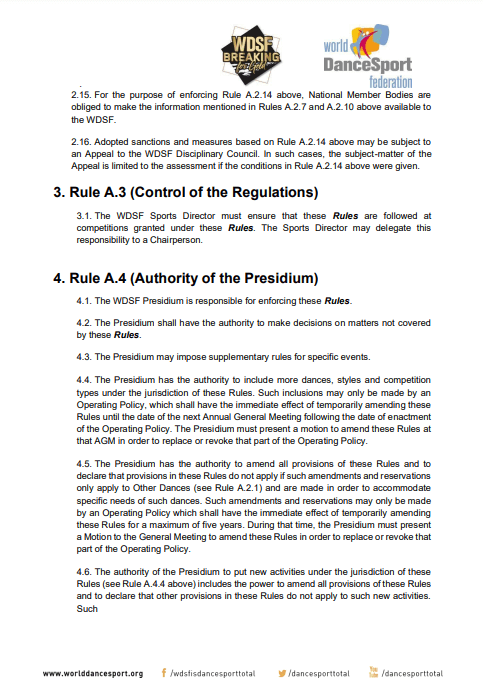 WDSF
BREAKING
for Gold
world
DanceSport
federation
2.15. For the purpose of enforcing Rule A.2.14 above, National Member Bodies are
obliged to make the information mentioned in Rules A.2.7 and A.2.10 above available to
the WDSF.
2.16. Adopted sanctions and measures based on Rule A.2.14 above may be subject to
an Appeal to the WDSF Disciplinary Council. In such cases, the subject-matter of the
Appeal is limited to the assessment if the conditions in Rule A.2.14 above were given.
3. Rule A.3 (Control of the Regulations)
3.1. The WDSF Sports Director must ensure that these Rules are followed at
competitions granted under these Rules. The Sports Director may delegate this
responsibility to a Chairperson.
4. Rule A.4 (Authority of the Presidium)
4.1. The WDSF Presidium is responsible for enforcing these Rules.
4.2. The Presidium shall have the authority to make decisions on matters not covered
by these Rules.
4.3. The Presidium may impose supplementary rules for specific events.
4.4. The Presidium has the authority to include more dances, styles and competition
types under the jurisdiction of these Rules. Such inclusions may only be made by an
Operating Policy, which shall have the immediate effect of temporarily amending these
Rules until the date of the next Annual General Meeting following the date of enactment
of the Operating Policy. The Presidium must present a motion to amend these Rules at
that AGM in order to replace or revoke that part of the Operating Policy.
4.5. The Presidium has the authority to amend all provisions of these Rules and to
declare that provisions in these Rules do not apply if such amendments and reservations
only apply to Other Dances (see Rule A.2.1) and are made in order to accommodate
specific needs of such dances. Such amendments and reservations may only be made
by an Operating Policy which shall have the immediate effect of temporarily amending
these Rules for a maximum of five years. During that time, the Presidium must present
a Motion to the General Meeting to amend these Rules in order to replace or revoke that
part of the Operating Policy.
4.6. The authority of the Presidium to put new activities under the jurisdiction of these
Rules (see Rule A.4.4 above) includes the power to amend all provisions of these Rules
and to declare that other provisions in these Rules do not apply to such new activities.
Such
www.worlddancesport.org f /wdsfisdancesporttotal /dancesporttotal You Tube /dancesporttotal